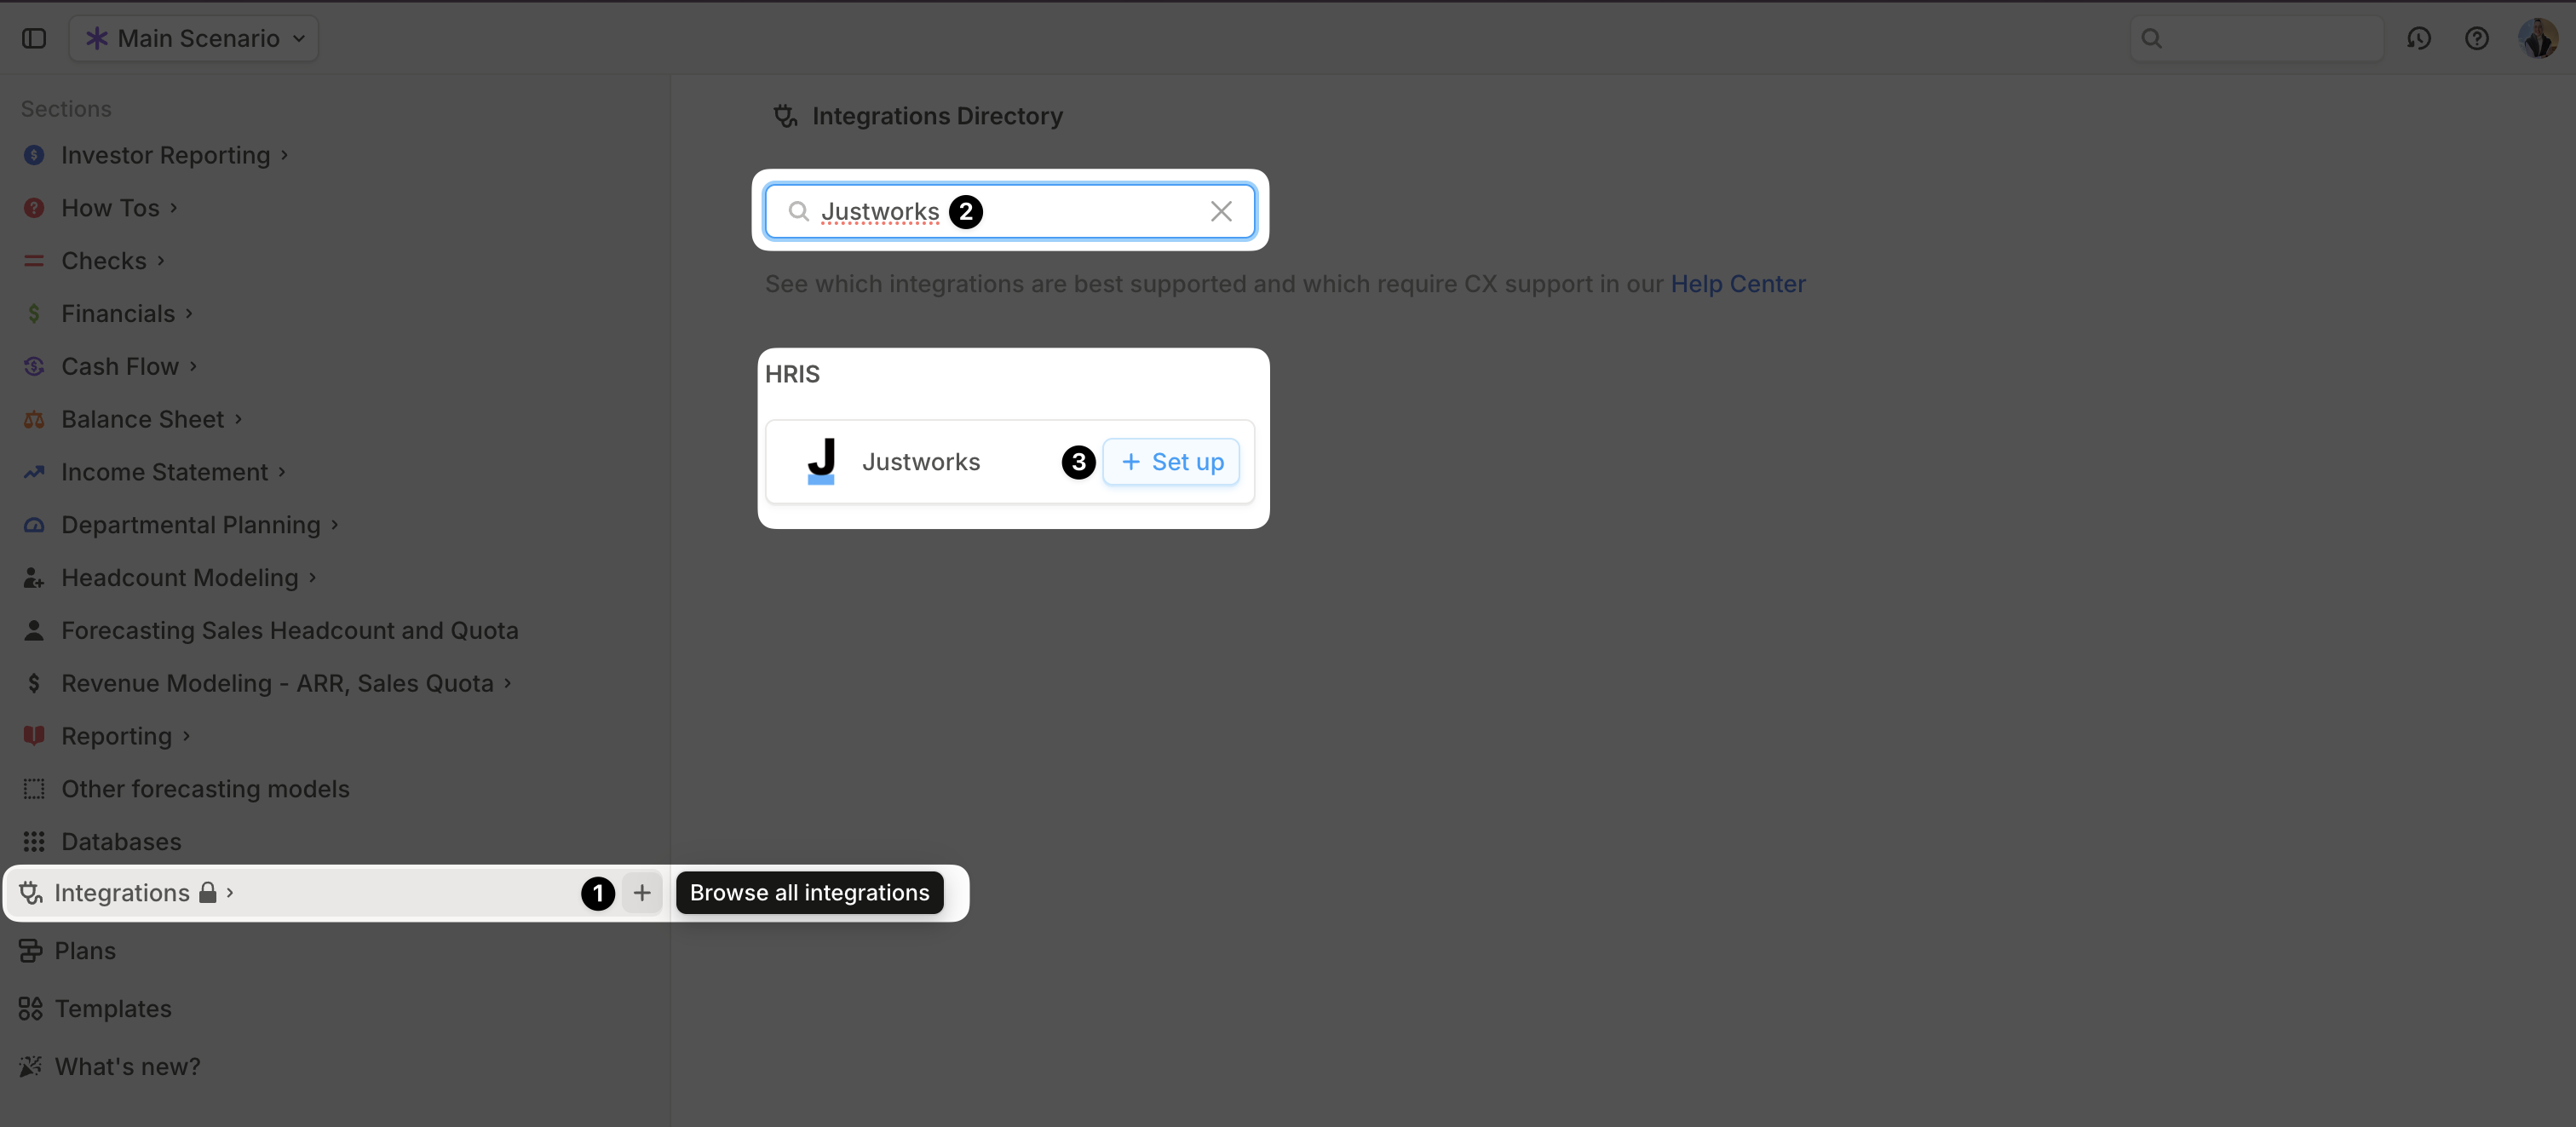 Main Scenario
Sections
Investor Reporting
How Tos
Checks
Financials
Cash Flow
Balance Sheet
Income Statement
Departmental Planning
Headcount Modeling
Forecasting Sales Headcount and Quota
Revenue Modeling - ARR, Sales Quota
Reporting
Other forecasting models
Databases
Integrations 1 + Browse all integrations
Plans
Templates
What's new?
Integrations Directory
Justworks 2
See which integrations are best supported and which require CX support in our Help Center
HRIS
J Justworks 3 + Set up